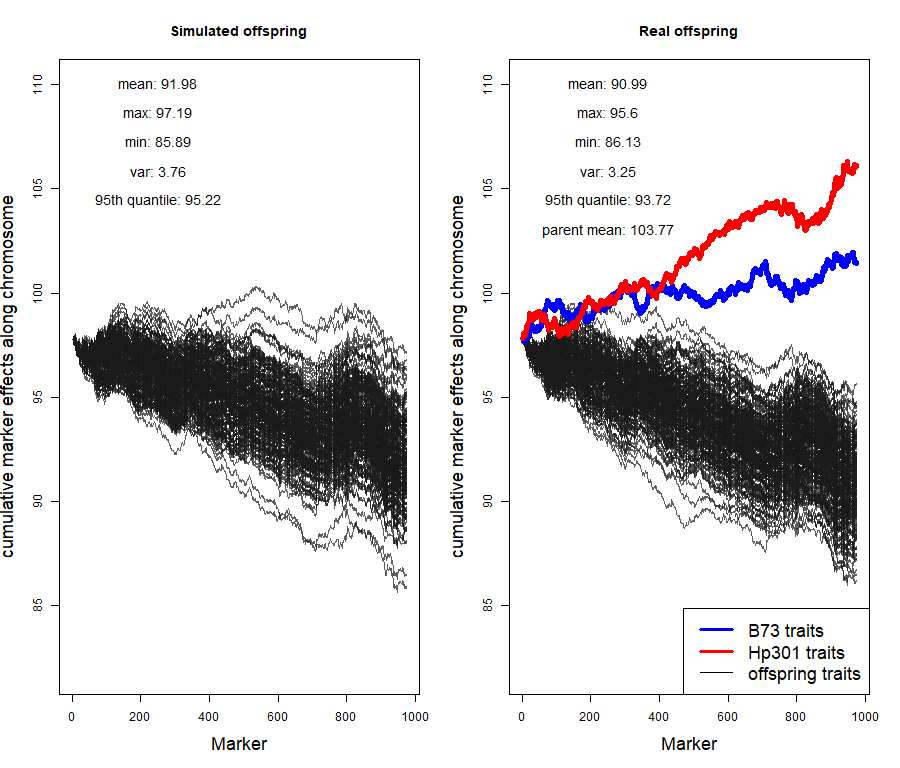 Simulated offspring
mean: 91.98
max: 97.19
min: 85.89
var: 3.76
95th quantile: 95.22
cumulative marker effects along chromosome
110
105
100
95
90
85
0 200 400 600 800 1000
Marker
Real offspring
mean: 90.99
max: 95.6
min: 86.13
var: 3.25
95th quantile: 93.72
parent mean: 103.77
cumulative marker effects along chromosome
110
105
100
95
90
85
B73 traits
Hp301 traits
offspring traits
0 200 400 600 800 1000
Marker